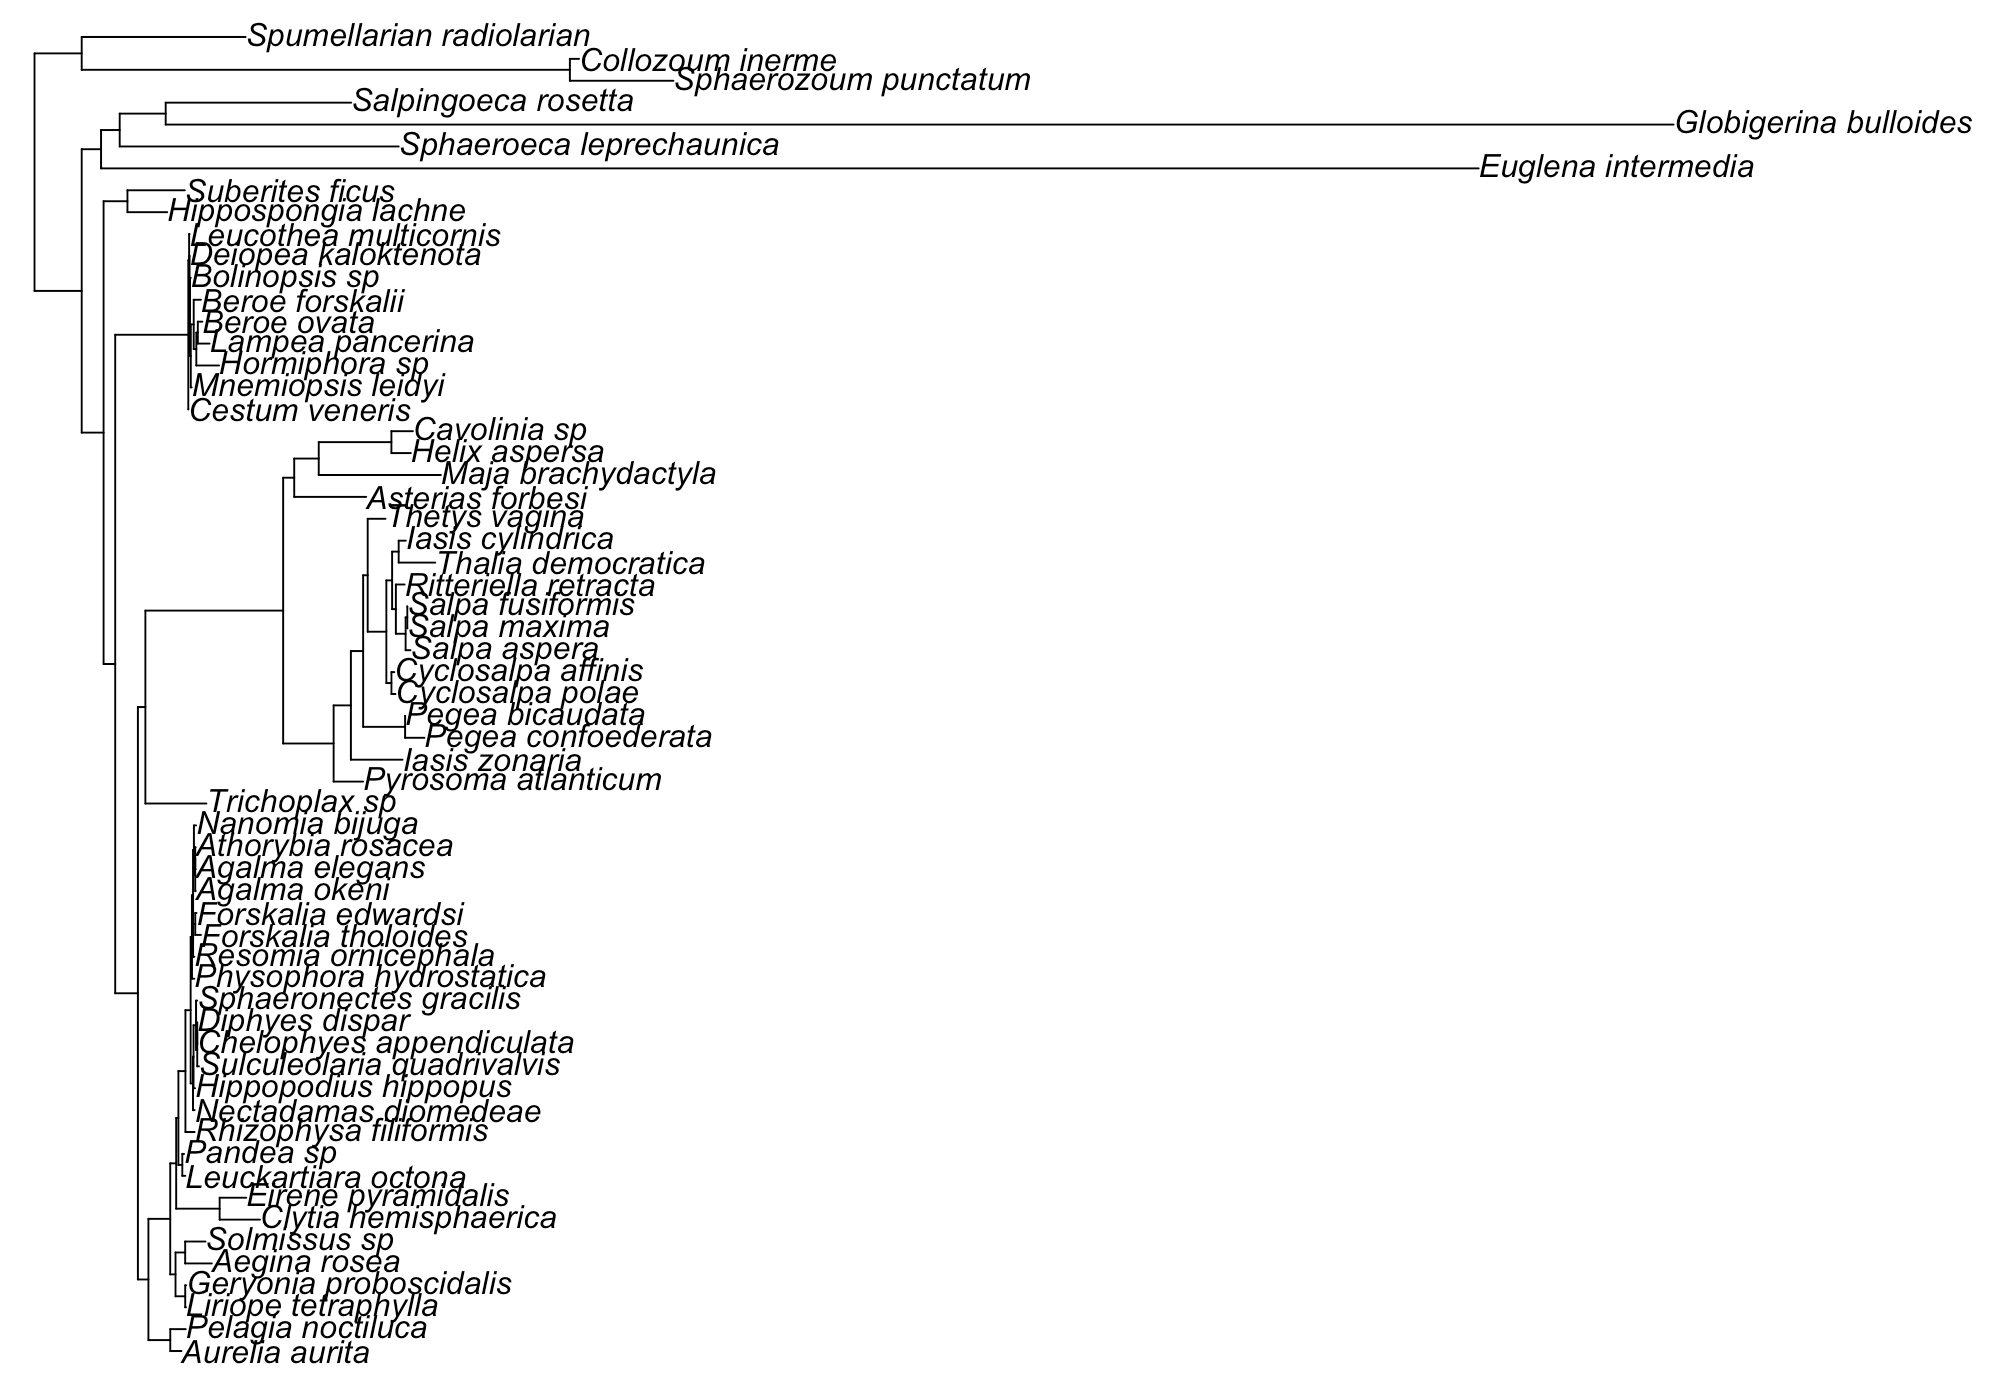 Spumellarian radiolarian
Collozoum inerme
Sphaerozoum punctatum
Salpingoeca rosetta
Globigerina bulloides
Sphaeroeca leprechaunica
Euglena intermedia
Suberites ficus
Hippospongia lachne
Leucothea multicornis
Deiopea kaloktenota
Bolinopsis sp
Beroe forskalii
Beroe ovata
Lampea pancerina
Hormiphora sp
Mnemiopsis leidyi
Cestum veneris
Cavolinia sp
Helix aspersa
Maja brachydactyla
Asterias forbesi
Thetys vagina
Iasis cylindrica
Thalia democratica
Ritteriella retracta
Salpa fusiformis
Salpa maxima
Salpa aspera
Cyclosalpa affinis
Cyclosalpa polae
Pegea bicaudata
Pegea confoederata
Iasis zonaria
Pyrosoma atlanticum
Trichoplax sp
Nanomia bijuga
Athorybia rosacea
Agalma elegans
Agalma okeni
Forskalia edwardsi
Forskalia tholoides
Resomia ornicephala
Physophora hydrostatica
Sphaeronectes gracilis
Diphyes dispar
Chelophyes appendiculata
Sulculeolaria quadrivalvis
Hippopodius hippopus
Nectadamas diomedeae
Rhizophysa filiformis
Pandea sp
Leuckartiara octona
Eirene pyramidalis
Clytia hemisphaerica
Solmissus sp
Aegina rosea
Geryonia proboscidalis
Liriope tetraphylla
Pelagia noctiluca
Aurelia aurita